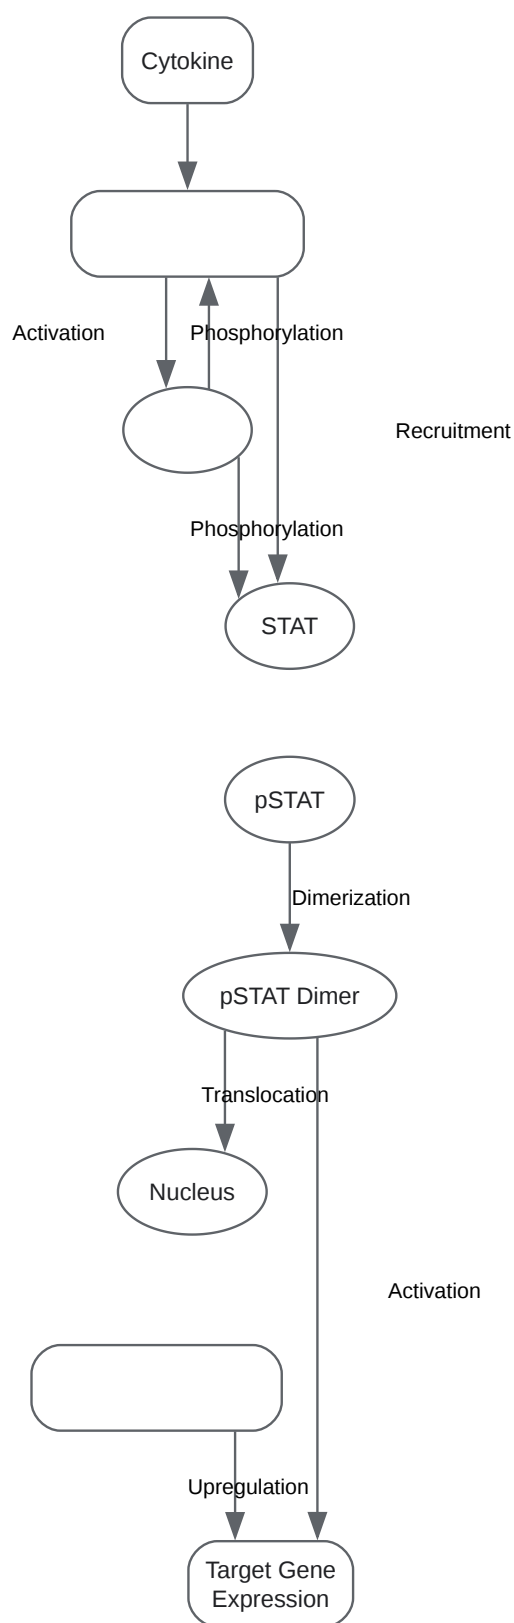 Cytokine
Activation
Phosphorylation
Recruitment
Phosphorylation
STAT
pSTAT
Dimerization
pSTAT Dimer
Translocation
Nucleus
Activation
Upregulation
Target Gene
Expression